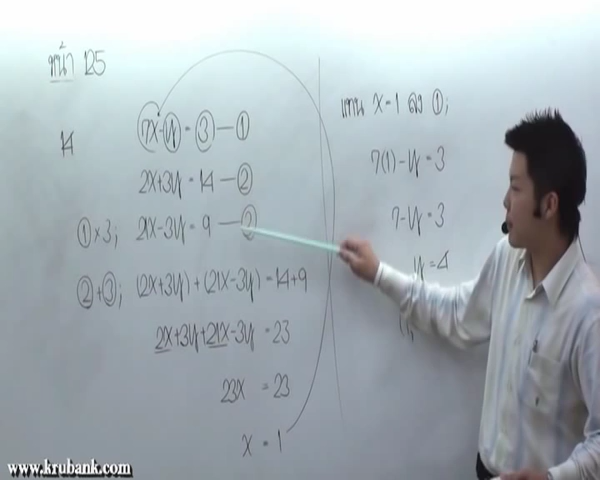 หน้า 125
14
7x-y = 3 — ①
2x+3y = 14 — ②
①×3; 21x-3y = 9 — ③
②+③; (2x+3y)+(21x-3y) = 14+9
2x+3y+21x-3y = 23
23x = 23
x = 1
แทน x=1 ลง ①;
7(1)-y = 3
7-y = 3
y = 4
www.krubank.com